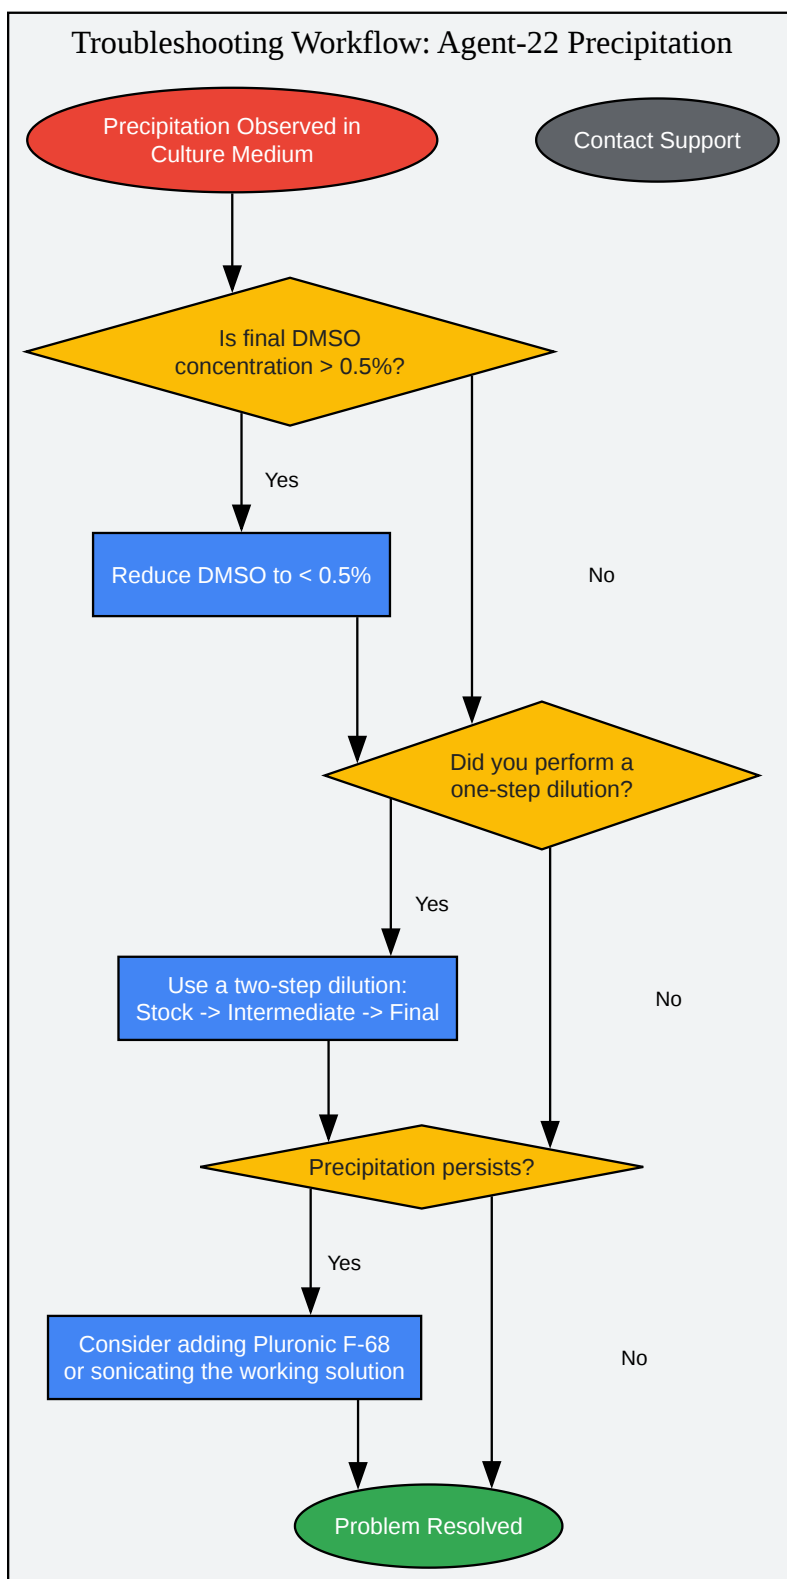 Troubleshooting Workflow: Agent-22 Precipitation
Precipitation Observed in
Culture Medium
Contact Support
Is final DMSO
concentration > 0.5%?
Yes
Reduce DMSO to < 0.5%
No
Did you perform a
one-step dilution?
Yes
Use a two-step dilution:
Stock -> Intermediate -> Final
No
Precipitation persists?
Yes
Consider adding Pluronic F-68
or sonicating the working solution
No
Problem Resolved